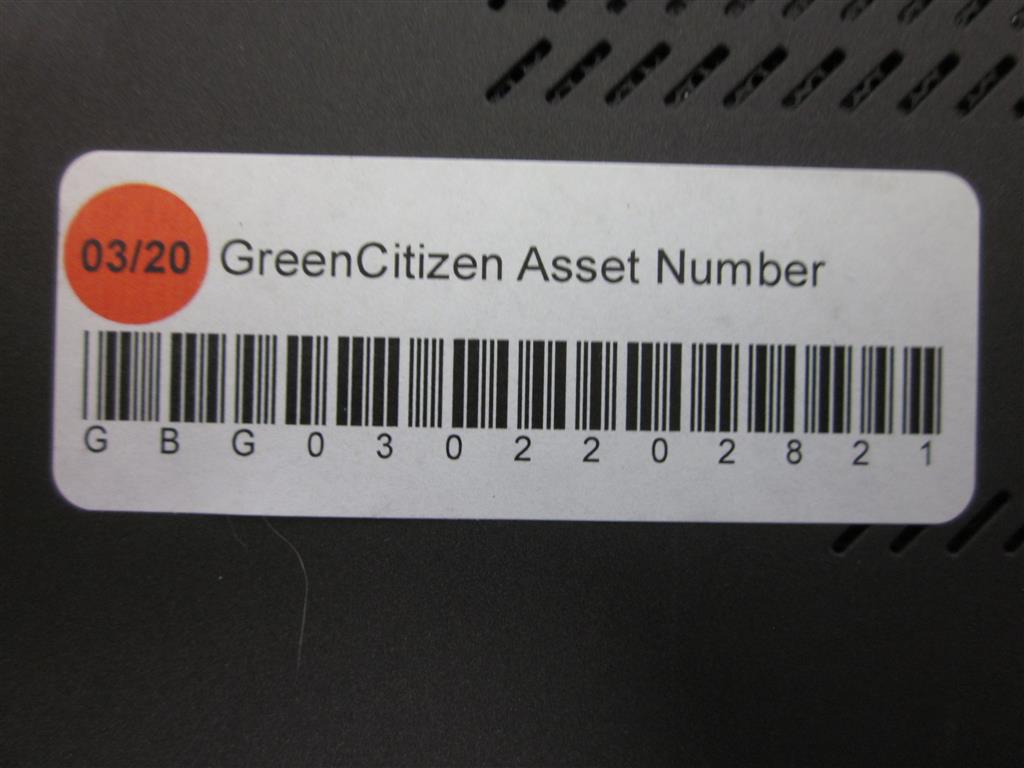 03/20 GreenCitizen Asset Number
G B G 0 3 0 2 2 0 2 8 2 1